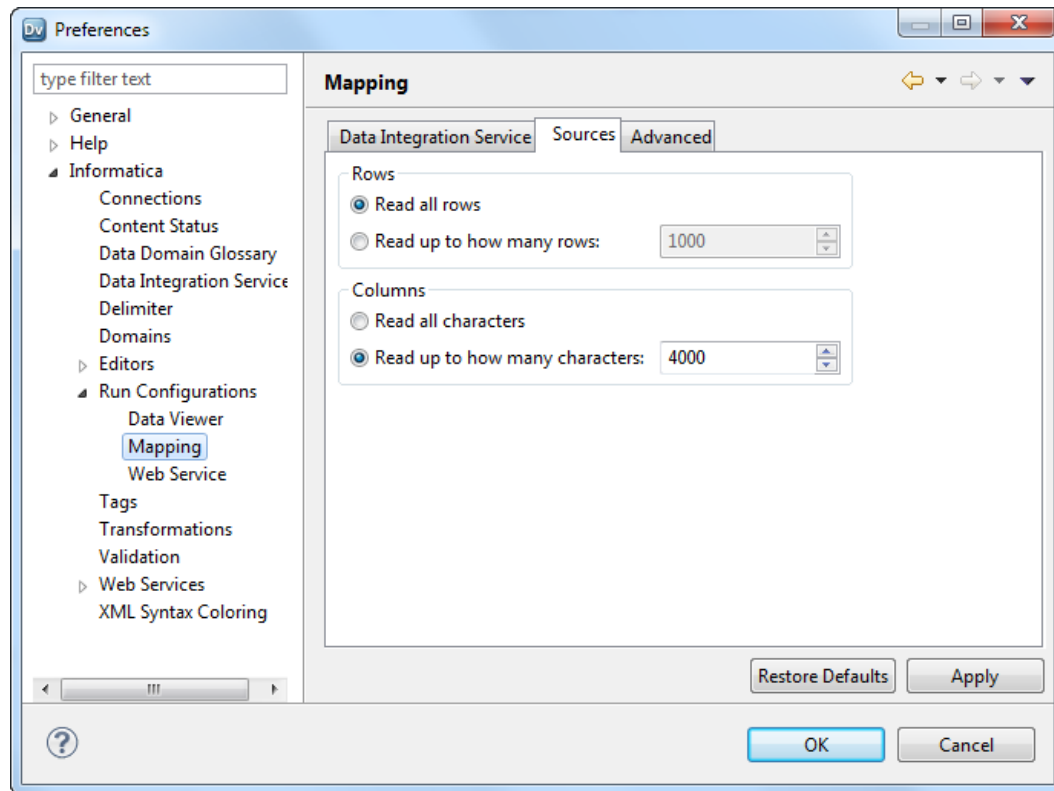 Dv Preferences
type filter text
General
Help
Informatica
Connections
Content Status
Data Domain Glossary
Data Integration Service
Delimiter
Domains
Editors
Run Configurations
Data Viewer
Mapping
Web Service
Tags
Transformations
Validation
Web Services
XML Syntax Coloring
Mapping
Data Integration Service Sources Advanced
Rows
Read all rows
Read up to how many rows: 1000
Columns
Read all characters
Read up to how many characters: 4000
Restore Defaults Apply
? OK Cancel